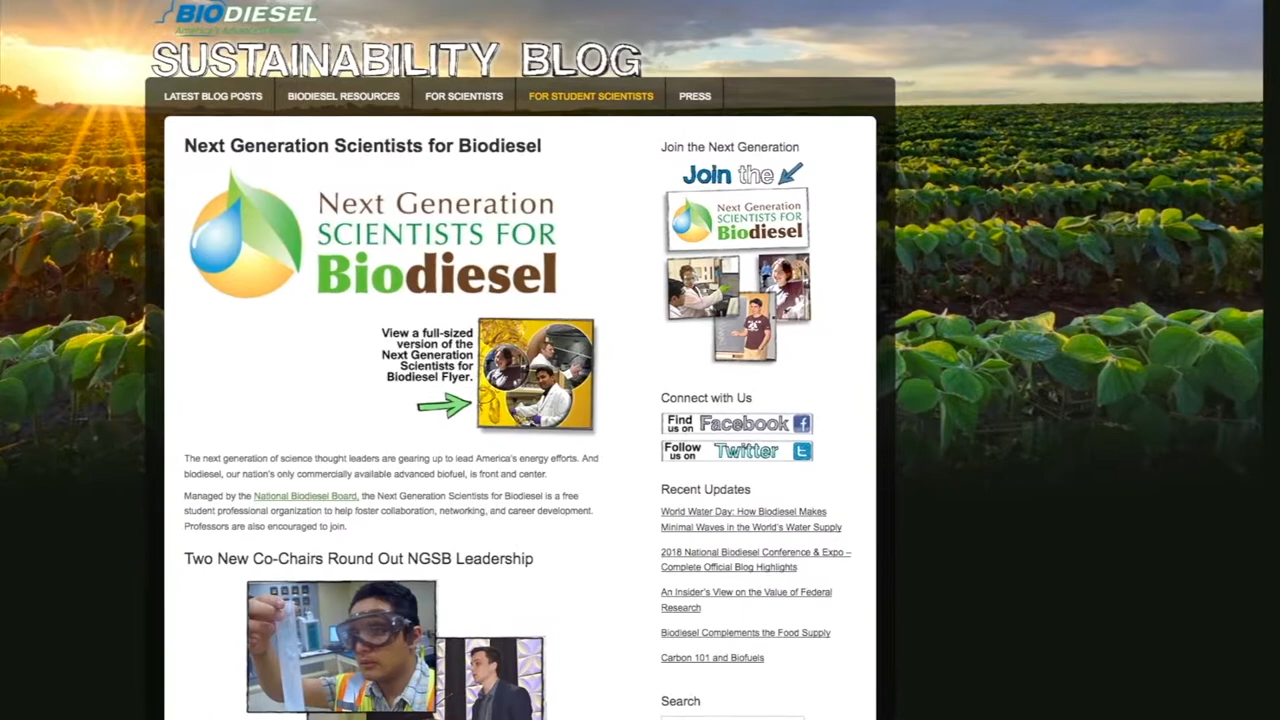 BIODIESEL
America's Advanced Biofuel
SUSTAINABILITY BLOG
LATEST BLOG POSTS
BIODIESEL RESOURCES
FOR SCIENTISTS
FOR STUDENT SCIENTISTS
PRESS
Next Generation Scientists for Biodiesel
Next Generation
SCIENTISTS FOR
Biodiesel
View a full-sized
version of the
Next Generation
Scientists for
Biodiesel Flyer.
The next generation of science thought leaders are gearing up to lead America's energy efforts. And
biodiesel, our nation's only commercially available advanced biofuel, is front and center.
Managed by the National Biodiesel Board, the Next Generation Scientists for Biodiesel is a free
student professional organization to help foster collaboration, networking, and career development.
Professors are also encouraged to join.
Two New Co-Chairs Round Out NGSB Leadership
Join the Next Generation
Join the
Next Generation
SCIENTISTS FOR
Biodiesel
Connect with Us
Find
us on Facebook
Follow
us on Twitter
Recent Updates
World Water Day: How Biodiesel Makes
Minimal Waves in the World's Water Supply
2018 National Biodiesel Conference & Expo –
Complete Official Blog Highlights
An Insider's View on the Value of Federal
Research
Biodiesel Complements the Food Supply
Carbon 101 and Biofuels
Search